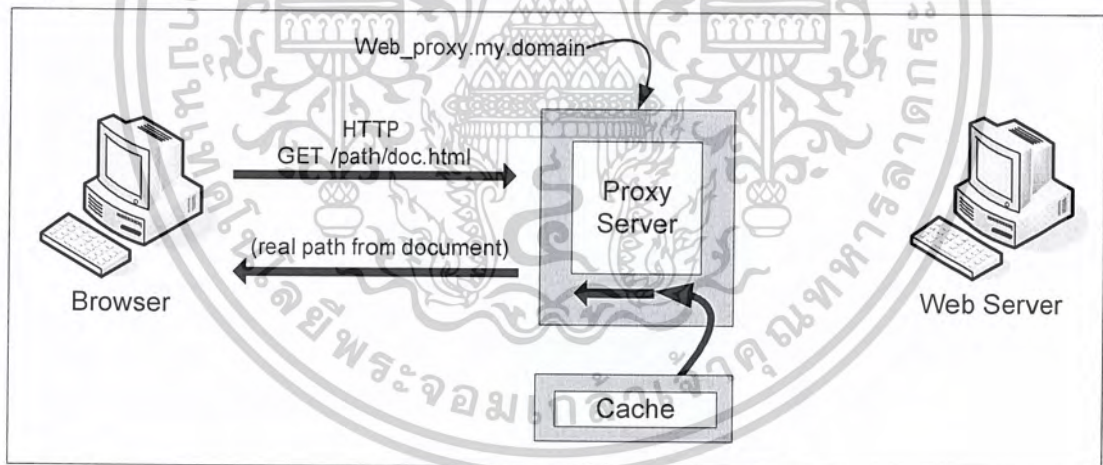 Web_proxy.my.domain
HTTP
GET /path/doc.html
Proxy
Server
(real path from document)
Browser
Web Server
Cache